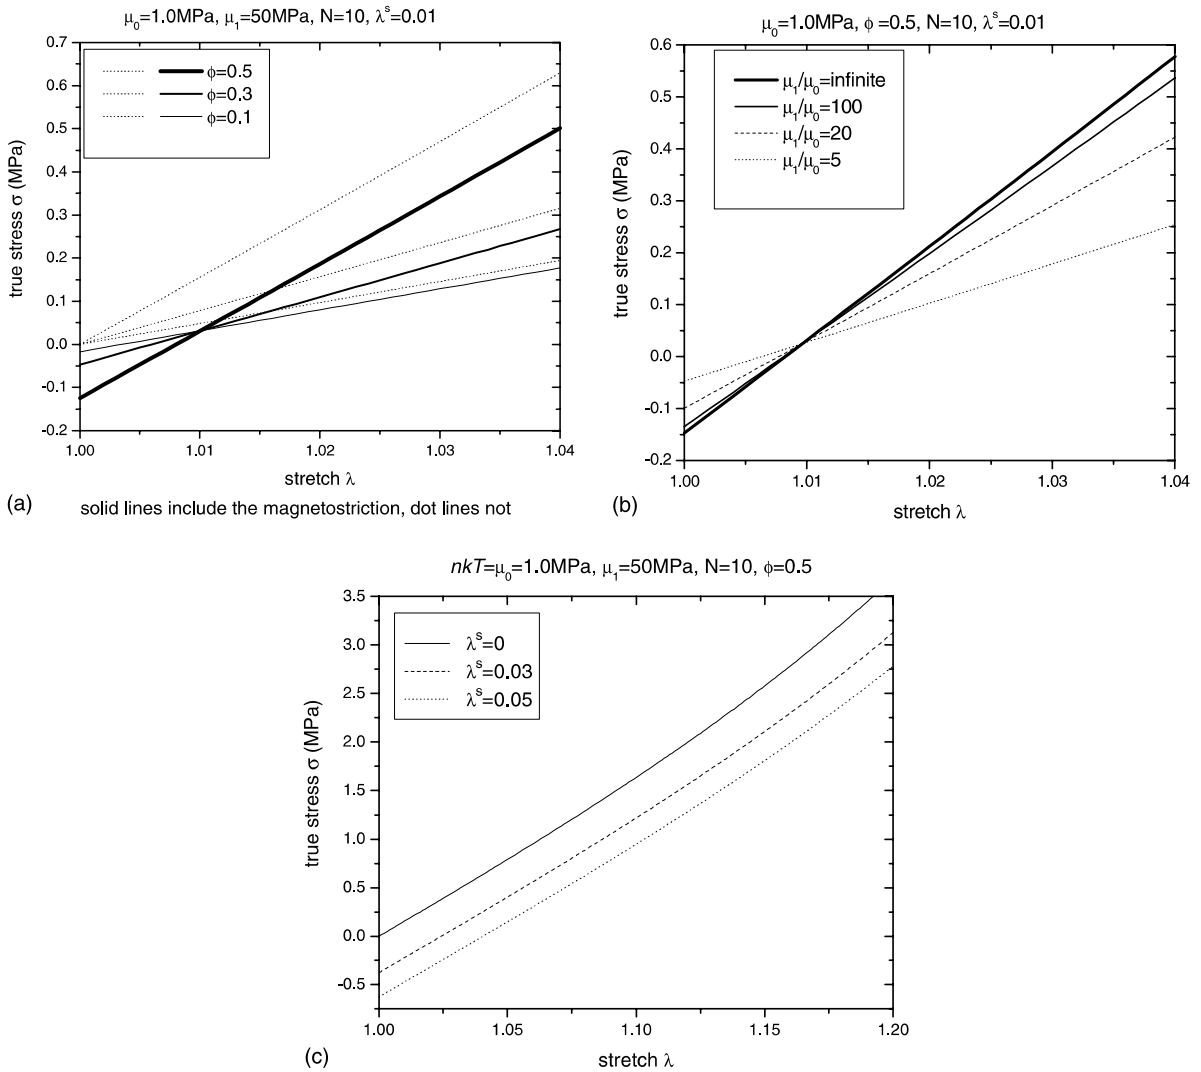 μ₀=1.0MPa, μ₁=50MPa, N=10, λˢ=0.01
0.7
0.6
0.5
0.4
0.3
0.2
0.1
0.0
-0.1
-0.2
true stress σ (MPa)
ϕ=0.5
ϕ=0.3
ϕ=0.1
1.00 1.01 1.02 1.03 1.04
stretch λ
(a) solid lines include the magnetostriction, dot lines not
μ₀=1.0MPa, ϕ=0.5, N=10, λˢ=0.01
0.6
0.5
0.4
0.3
0.2
0.1
0.0
-0.1
-0.2
true stress σ (MPa)
μ₁/μ₀=infinite
μ₁/μ₀=100
μ₁/μ₀=20
μ₁/μ₀=5
1.00 1.01 1.02 1.03 1.04
stretch λ
(b)
nkT=μ₀=1.0MPa, μ₁=50MPa, N=10, ϕ=0.5
3.5
3.0
2.5
2.0
1.5
1.0
0.5
0.0
-0.5
true stress σ (MPa)
λˢ=0
λˢ=0.03
λˢ=0.05
1.00 1.05 1.10 1.15 1.20
stretch λ
(c)